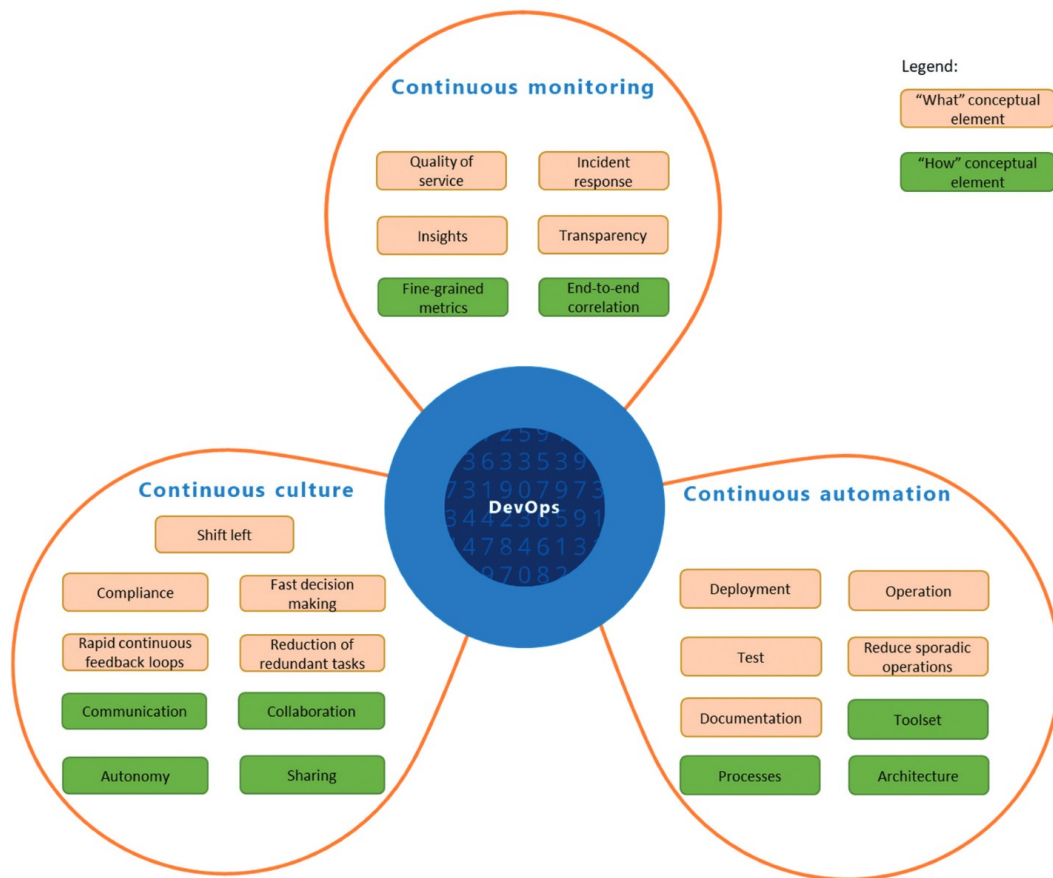 Continuous monitoring
Legend:
“What” conceptual
element
“How” conceptual
element
Quality of
service
Incident
response
Insights
Transparency
Fine-grained
metrics
End-to-end
correlation
DevOps
Continuous culture
Shift left
Compliance
Fast decision
making
Rapid continuous
feedback loops
Reduction of
redundant tasks
Communication
Collaboration
Autonomy
Sharing
Continuous automation
Deployment
Operation
Test
Reduce sporadic
operations
Documentation
Toolset
Processes
Architecture